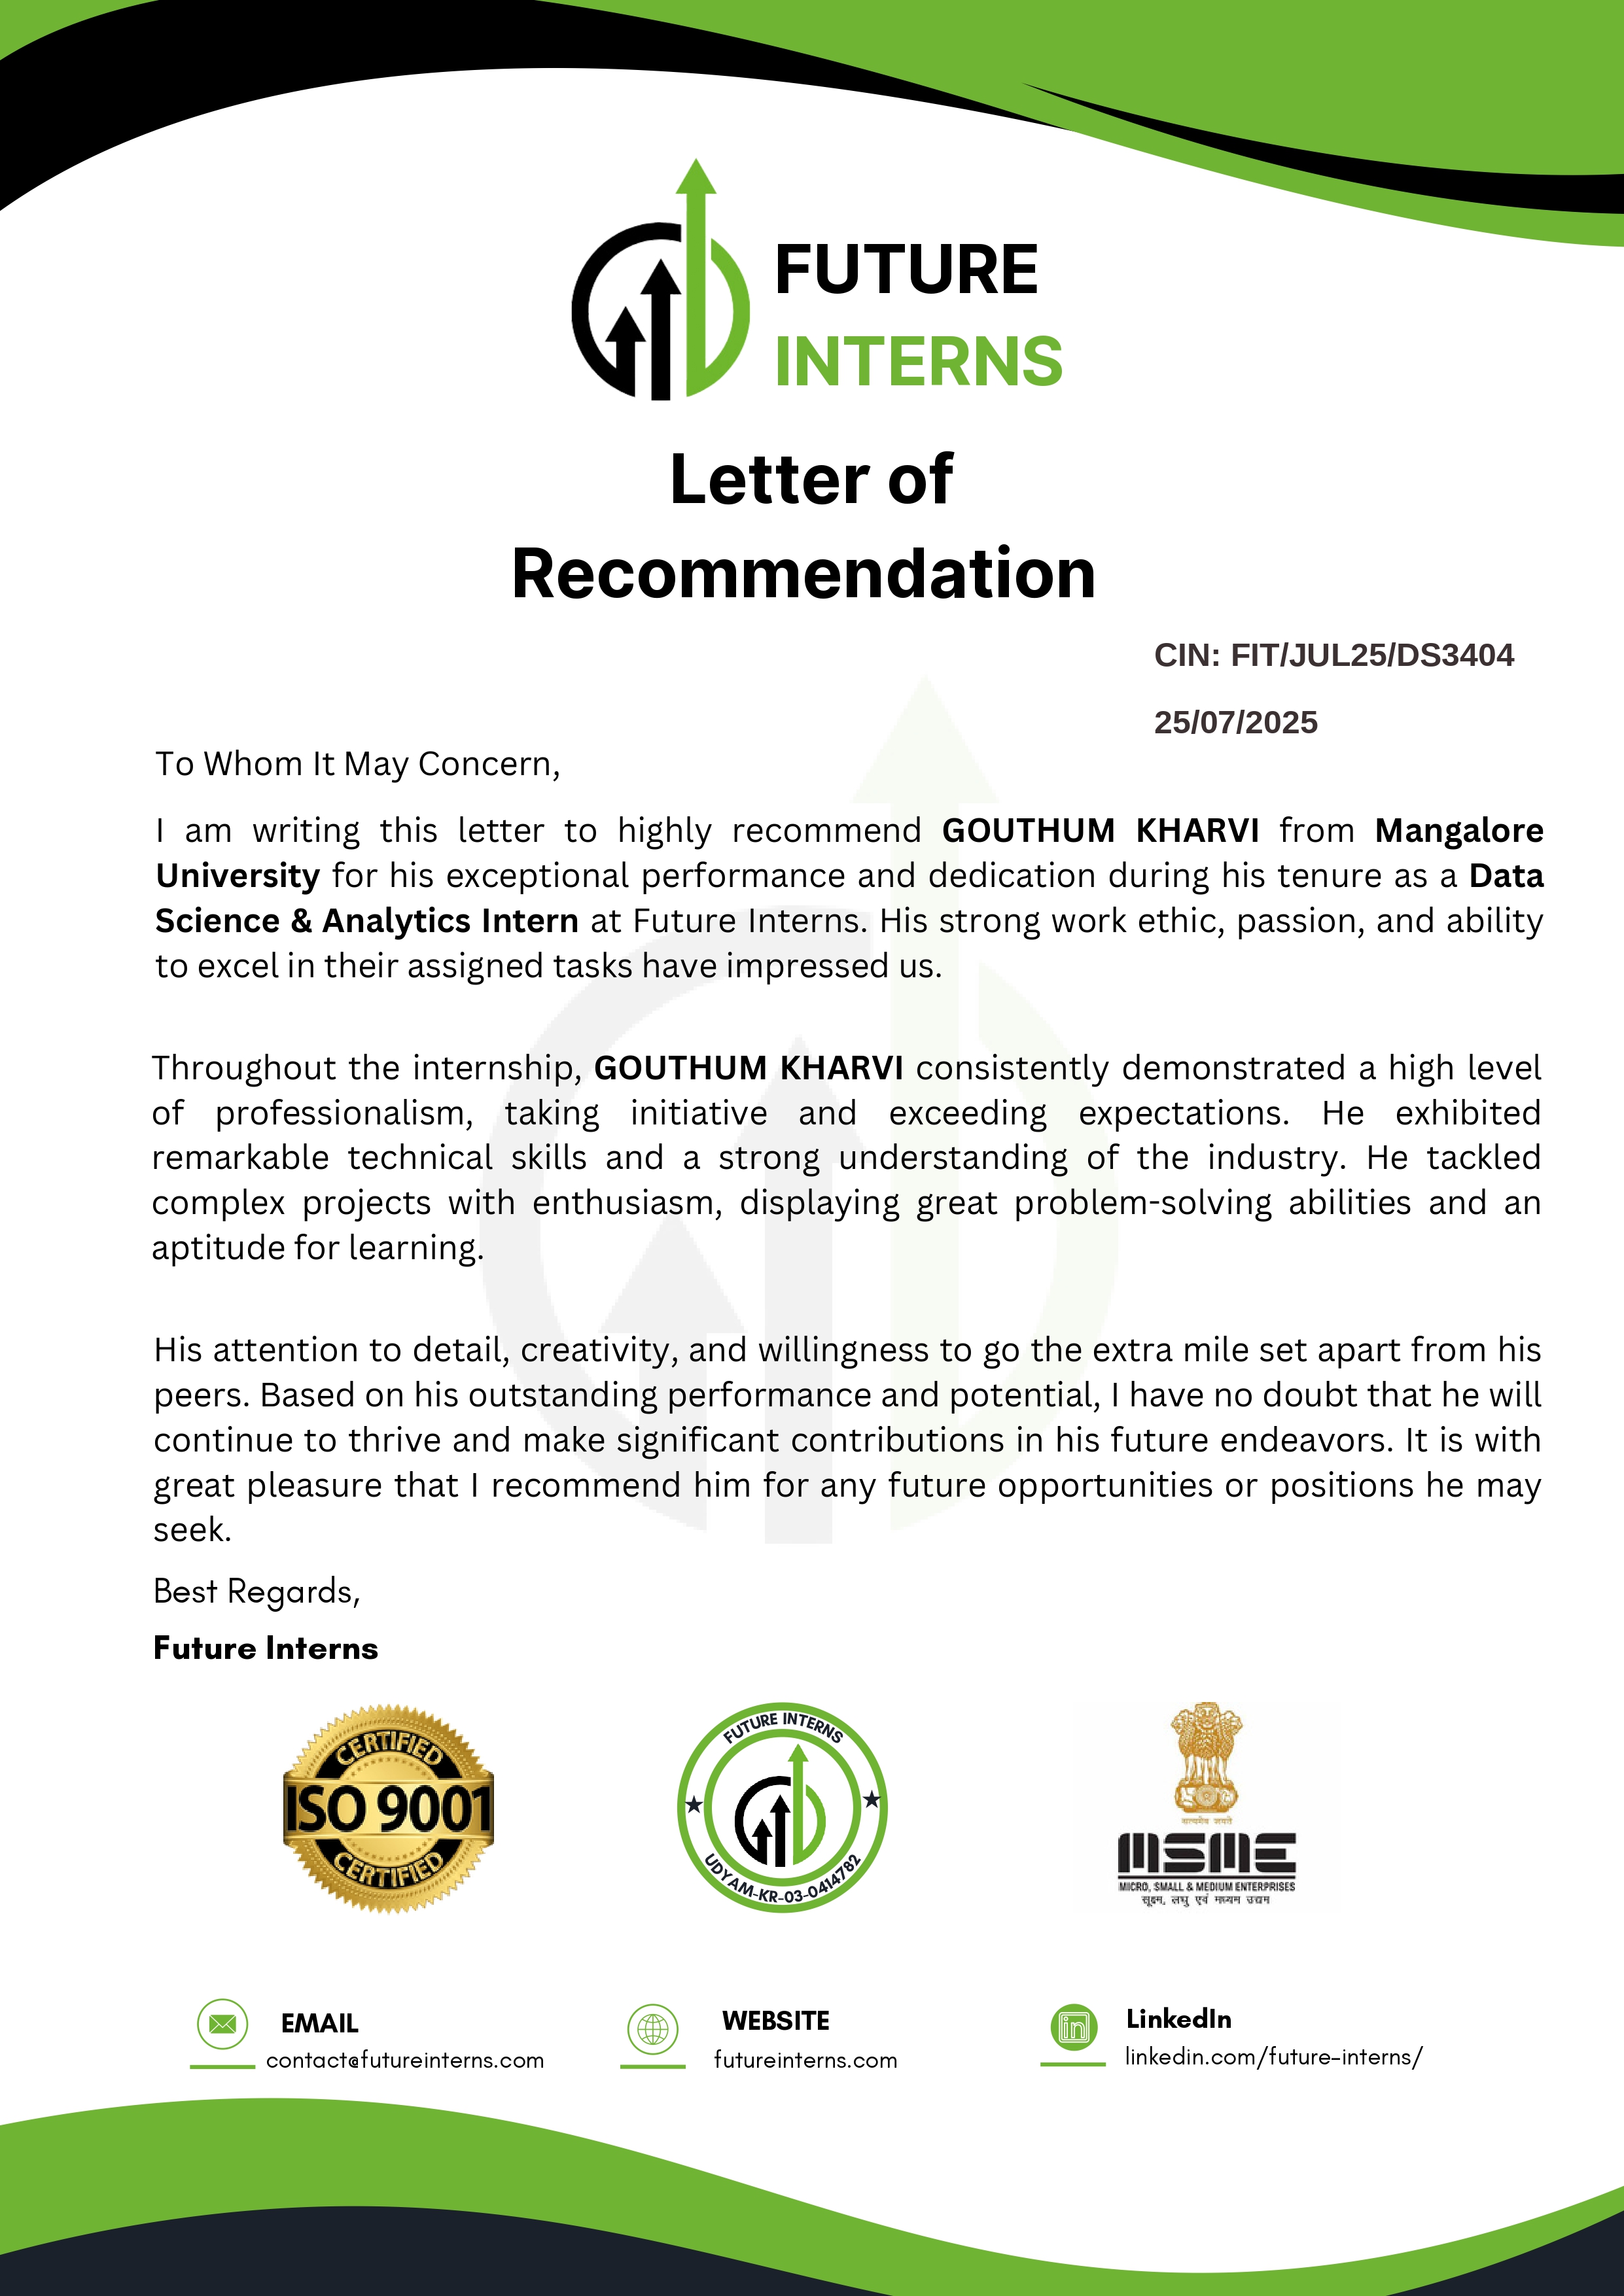 FUTURE
INTERNS
Letter of
Recommendation
CIN: FIT/JUL25/DS3404
25/07/2025
To Whom It May Concern,
I am writing this letter to highly recommend GOUTHUM KHARVI from Mangalore
University for his exceptional performance and dedication during his tenure as a Data
Science & Analytics Intern at Future Interns. His strong work ethic, passion, and ability
to excel in their assigned tasks have impressed us.
Throughout the internship, GOUTHUM KHARVI consistently demonstrated a high level
of professionalism, taking initiative and exceeding expectations. He exhibited
remarkable technical skills and a strong understanding of the industry. He tackled
complex projects with enthusiasm, displaying great problem-solving abilities and an
aptitude for learning.
His attention to detail, creativity, and willingness to go the extra mile set apart from his
peers. Based on his outstanding performance and potential, I have no doubt that he will
continue to thrive and make significant contributions in his future endeavors. It is with
great pleasure that I recommend him for any future opportunities or positions he may
seek.
Best Regards,
Future Interns
CERTIFIED
ISO 9001
CERTIFIED
FUTURE INTERNS
UDYAM-KR-03-0414782
सत्यमेव जयते
MSME
MICRO, SMALL & MEDIUM ENTERPRISES
सूक्ष्म, लघु एवं मध्यम उद्यम
EMAIL
contact@futureinterns.com
WEBSITE
futureinterns.com
LinkedIn
linkedin.com/future-interns/